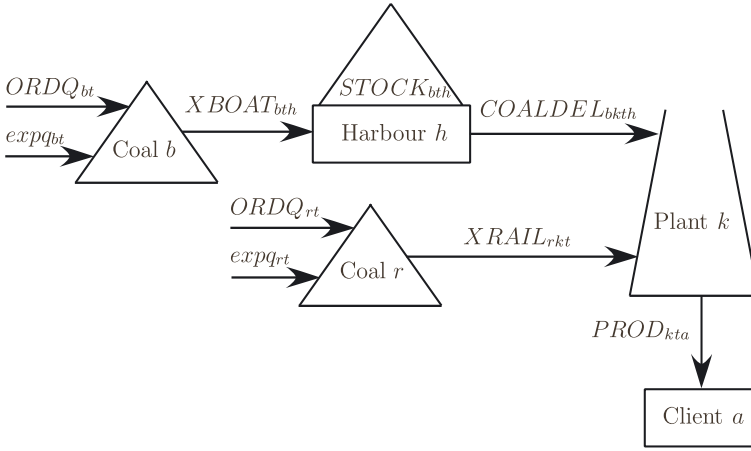 ORDQ_bt
expq_bt
Coal b
XBOAT_bth
STOCK_bth
Harbour h
COALDEL_bkth
ORDQ_rt
expq_rt
Coal r
XRAIL_rkt
Plant k
PROD_kta
Client a